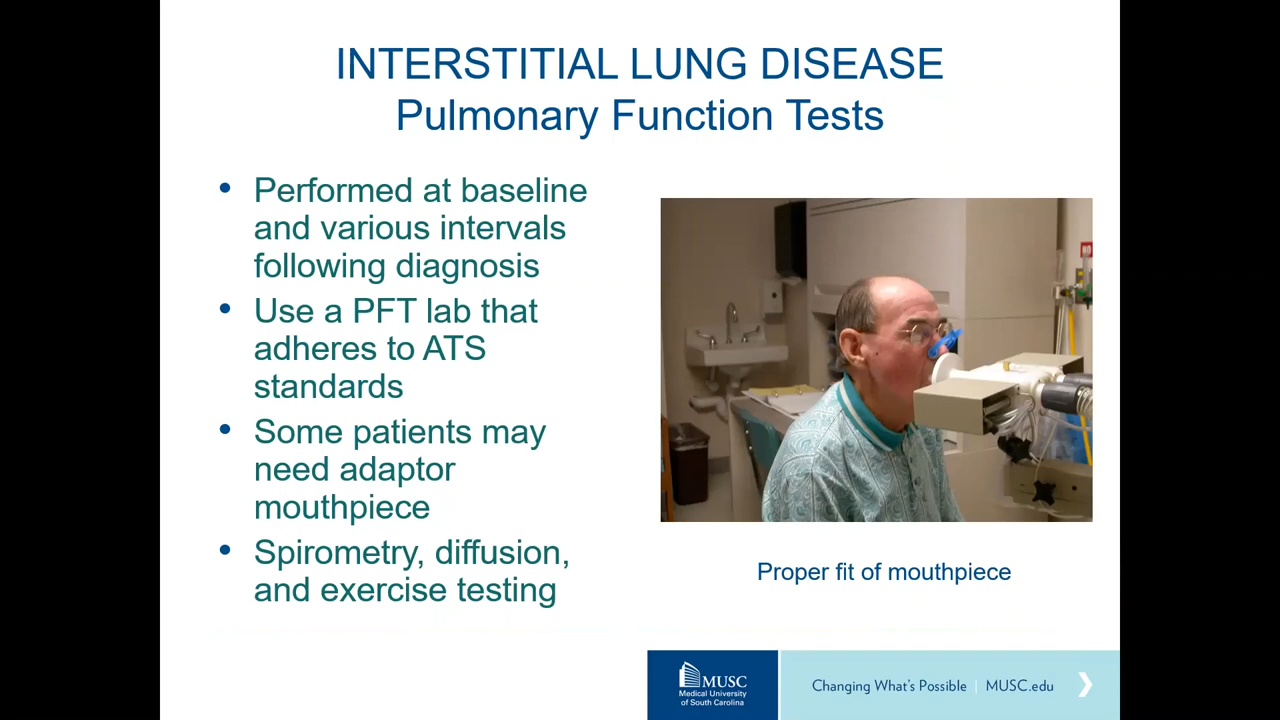 INTERSTITIAL LUNG DISEASE
Pulmonary Function Tests
• Performed at baseline
and various intervals
following diagnosis
• Use a PFT lab that
adheres to ATS
standards
• Some patients may
need adaptor
mouthpiece
• Spirometry, diffusion,
and exercise testing
Proper fit of mouthpiece
MUSC
Medical University
of South Carolina
Changing What's Possible | MUSC.edu